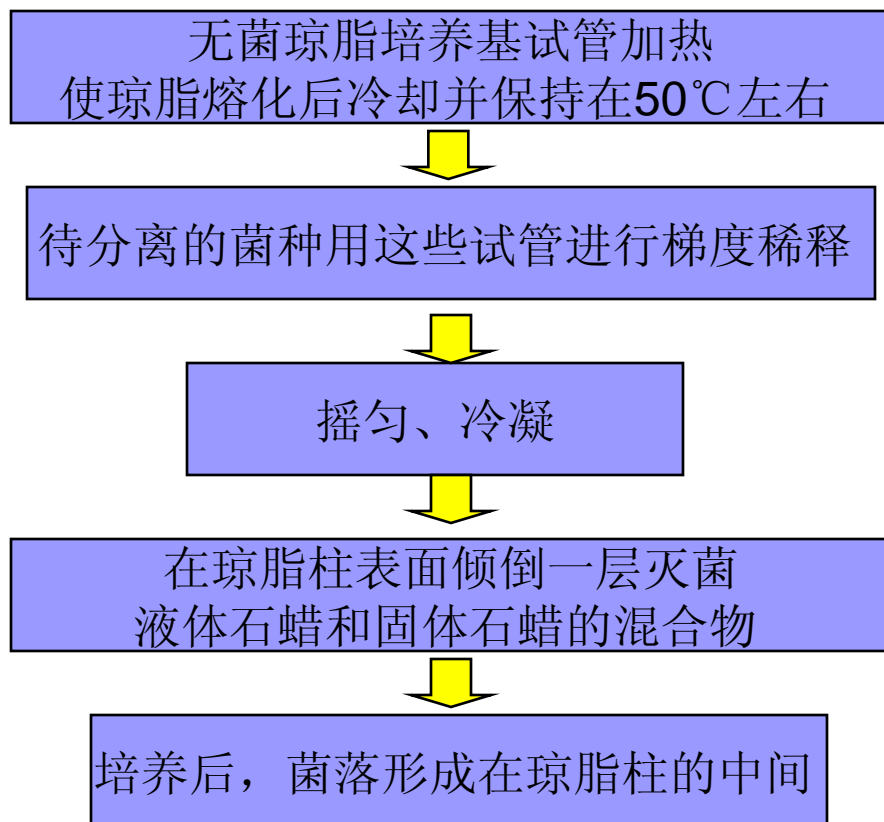 无菌琼脂培养基试管加热
使琼脂熔化后冷却并保持在50℃左右
待分离的菌种用这些试管进行梯度稀释
摇匀、冷凝
在琼脂柱表面倾倒一层灭菌
液体石蜡和固体石蜡的混合物
培养后，菌落形成在琼脂柱的中间